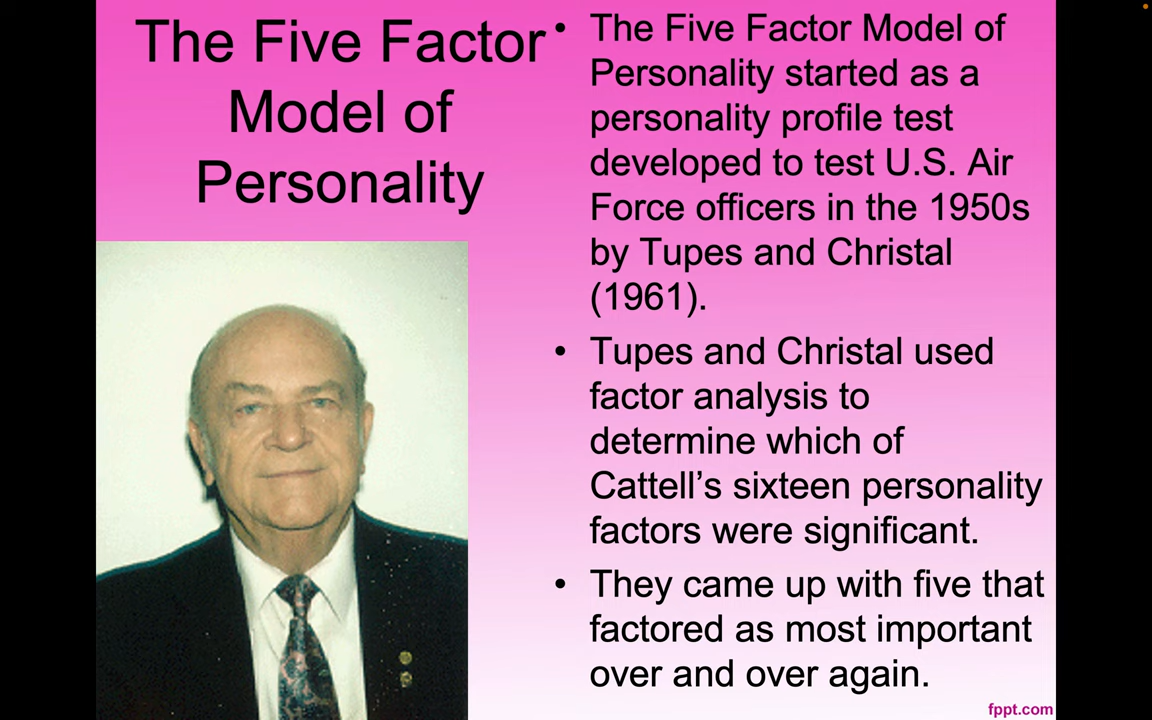 The Five Factor
Model of
Personality
• The Five Factor Model of
Personality started as a
personality profile test
developed to test U.S. Air
Force officers in the 1950s
by Tupes and Christal
(1961).
• Tupes and Christal used
factor analysis to
determine which of
Cattell’s sixteen personality
factors were significant.
• They came up with five that
factored as most important
over and over again.
fppt.com